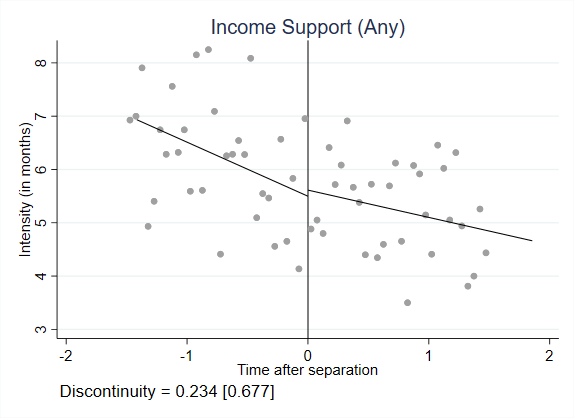 Income Support (Any)
Intensity (in months)
8
7
6
5
4
3
-2
-1
0
1
2
Time after separation
Discontinuity = 0.234 [0.677]